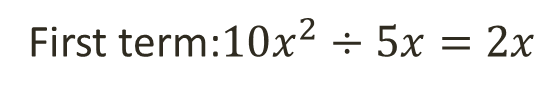 First term:10𝑥² ÷ 5𝑥 = 2𝑥